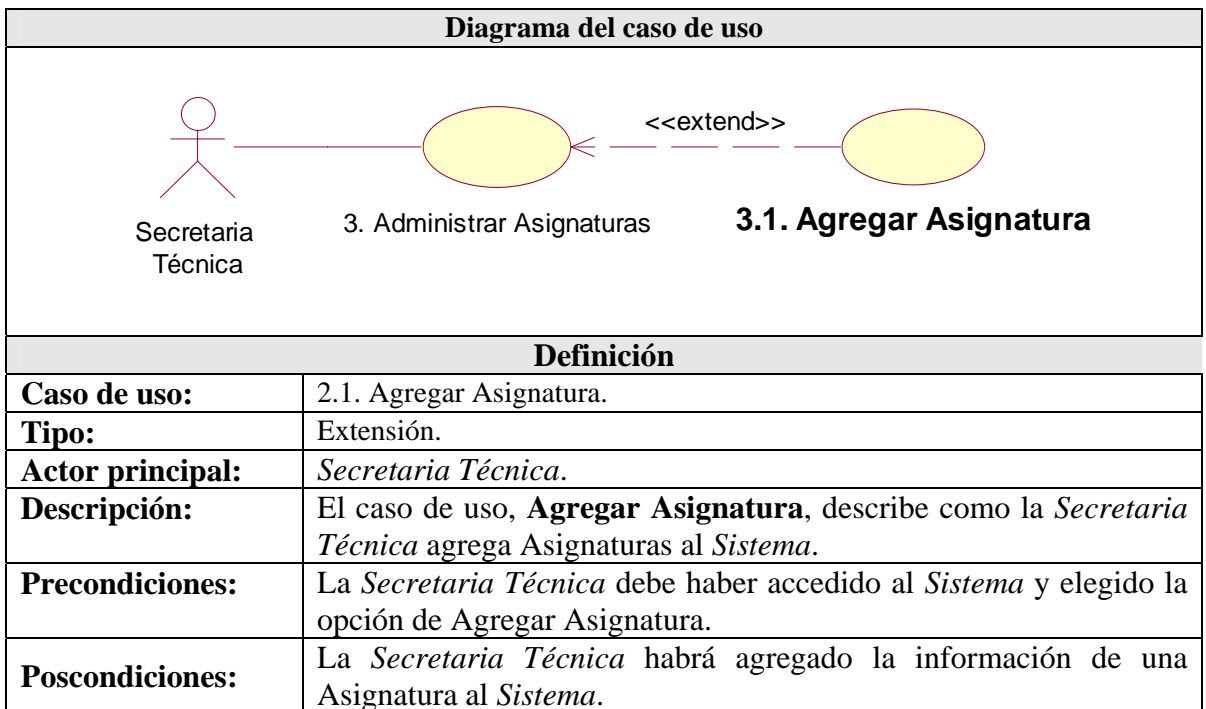 Diagrama del caso de uso
<<extend>>
Secretaria
Técnica
3. Administrar Asignaturas
3.1. Agregar Asignatura
Definición
Caso de uso:
2.1. Agregar Asignatura.
Tipo:
Extensión.
Actor principal:
Secretaria Técnica.
Descripción:
El caso de uso, Agregar Asignatura, describe como la Secretaria
Técnica agrega Asignaturas al Sistema.
Precondiciones:
La Secretaria Técnica debe haber accedido al Sistema y elegido la
opción de Agregar Asignatura.
Poscondiciones:
La Secretaria Técnica habrá agregado la información de una
Asignatura al Sistema.